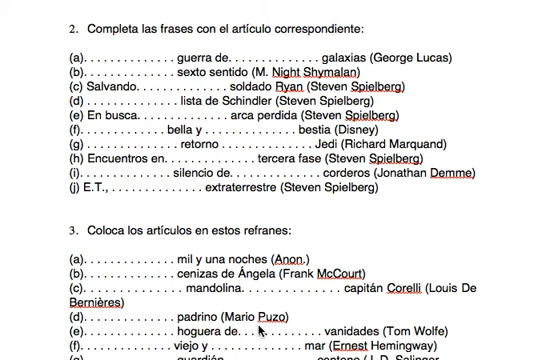 2. Completa las frases con el artículo correspondiente:
(a). . . . . . . . . . . . . . guerra de. . . . . . . . . . . . . . galaxias (George Lucas)
(b). . . . . . . . . . . . . . sexto sentido (M. Night Shymalan)
(c) Salvando. . . . . . . . . . . . . . soldado Ryan (Steven Spielberg)
(d) . . . . . . . . . . . . . . lista de Schindler (Steven Spielberg)
(e) En busca. . . . . . . . . . . . . . arca perdida (Steven Spielberg)
(f). . . . . . . . . . . . . bella y . . . . . . . . . . . . . . bestia (Disney)
(g) . . . . . . . . . . . . . . retorno . . . . . . . . . . . . . . Jedi (Richard Marquand)
(h) Encuentros en. . . . . . . . . . . . . . tercera fase (Steven Spielberg)
(i). . . . . . . . . . . . . . silencio de. . . . . . . . . . . . . . corderos (Jonathan Demme)
(j) E.T., . . . . . . . . . . . . . . extraterrestre (Steven Spielberg)
3. Coloca los artículos en estos refranes:
(a). . . . . . . . . . . . . . mil y una noches (Anon.)
(b). . . . . . . . . . . . . . cenizas de Ángela (Frank McCourt)
(c). . . . . . . . . . . . . . mandolina. . . . . . . . . . . . . . . capitán Corelli (Louis De
Bernières)
(d). . . . . . . . . . . . . . padrino (Mario Puzo)
(e). . . . . . . . . . . . . . hoguera de. . . . . . . . . . . . . . vanidades (Tom Wolfe)
(f). . . . . . . . . . . . . . viejo y . . . . . . . . . . . . . . mar (Ernest Hemingway)